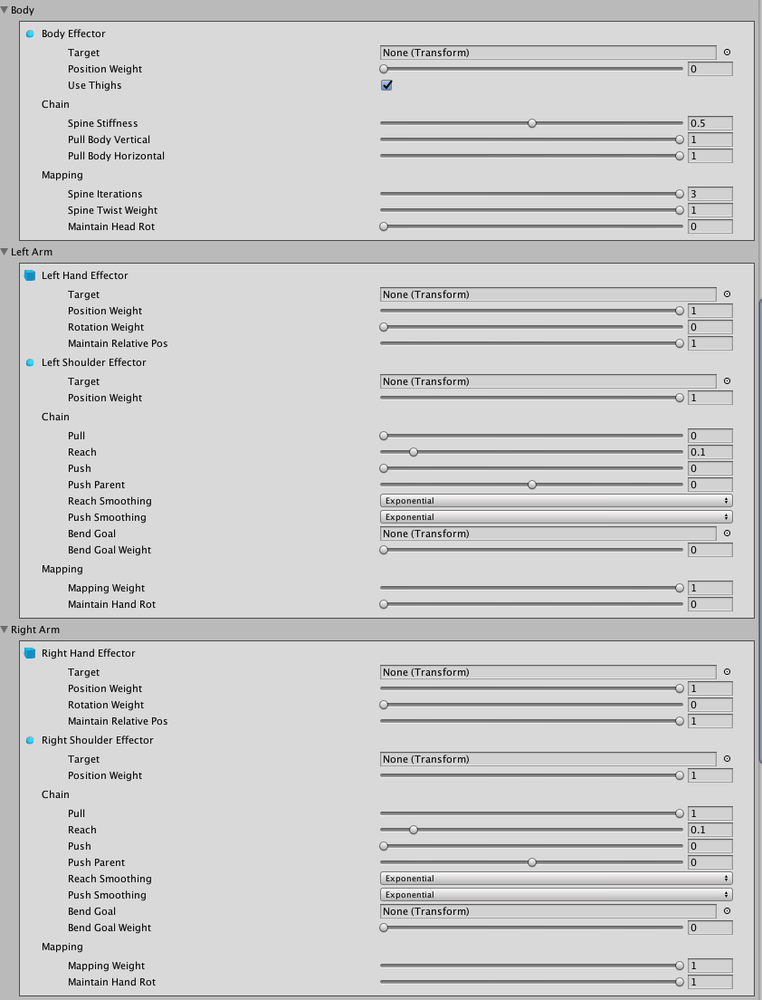 Body
Body Effector
Target None (Transform)
Position Weight 0
Use Thighs
Chain
Spine Stiffness 0.5
Pull Body Vertical 1
Pull Body Horizontal 1
Mapping
Spine Iterations 3
Spine Twist Weight 1
Maintain Head Rot 0
Left Arm
Left Hand Effector
Target None (Transform)
Position Weight 1
Rotation Weight 0
Maintain Relative Pos 1
Left Shoulder Effector
Target None (Transform)
Position Weight 1
Chain
Pull 0
Reach 0.1
Push 0
Push Parent 0
Reach Smoothing Exponential
Push Smoothing Exponential
Bend Goal None (Transform)
Bend Goal Weight 0
Mapping
Mapping Weight 1
Maintain Hand Rot 0
Right Arm
Right Hand Effector
Target None (Transform)
Position Weight 1
Rotation Weight 0
Maintain Relative Pos 1
Right Shoulder Effector
Target None (Transform)
Position Weight 1
Chain
Pull 1
Reach 0.1
Push 0
Push Parent 0
Reach Smoothing Exponential
Push Smoothing Exponential
Bend Goal None (Transform)
Bend Goal Weight 0
Mapping
Mapping Weight 1
Maintain Hand Rot 1